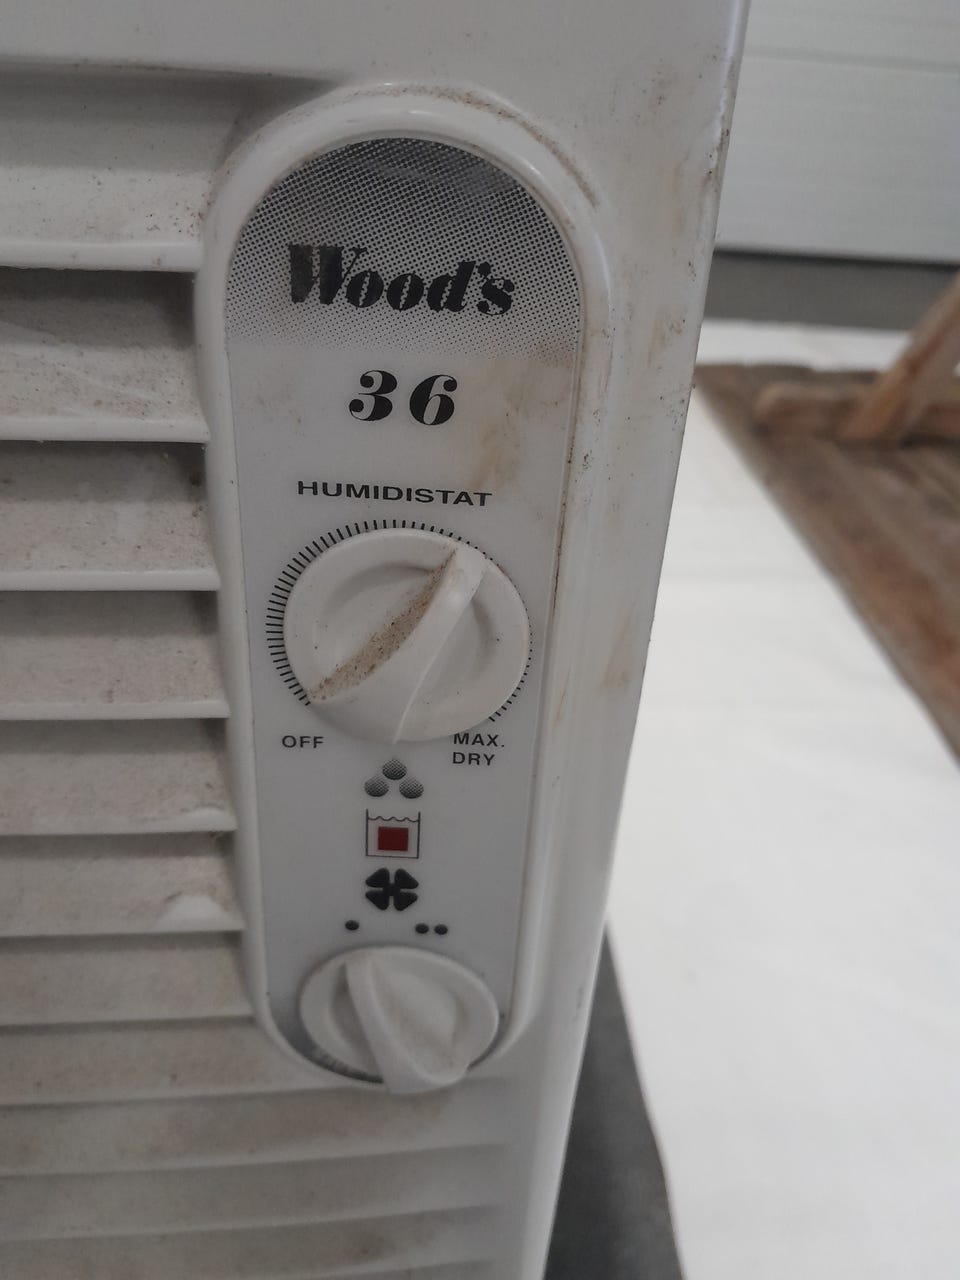 Wood's
36
HUMIDISTAT
OFF
MAX.
DRY